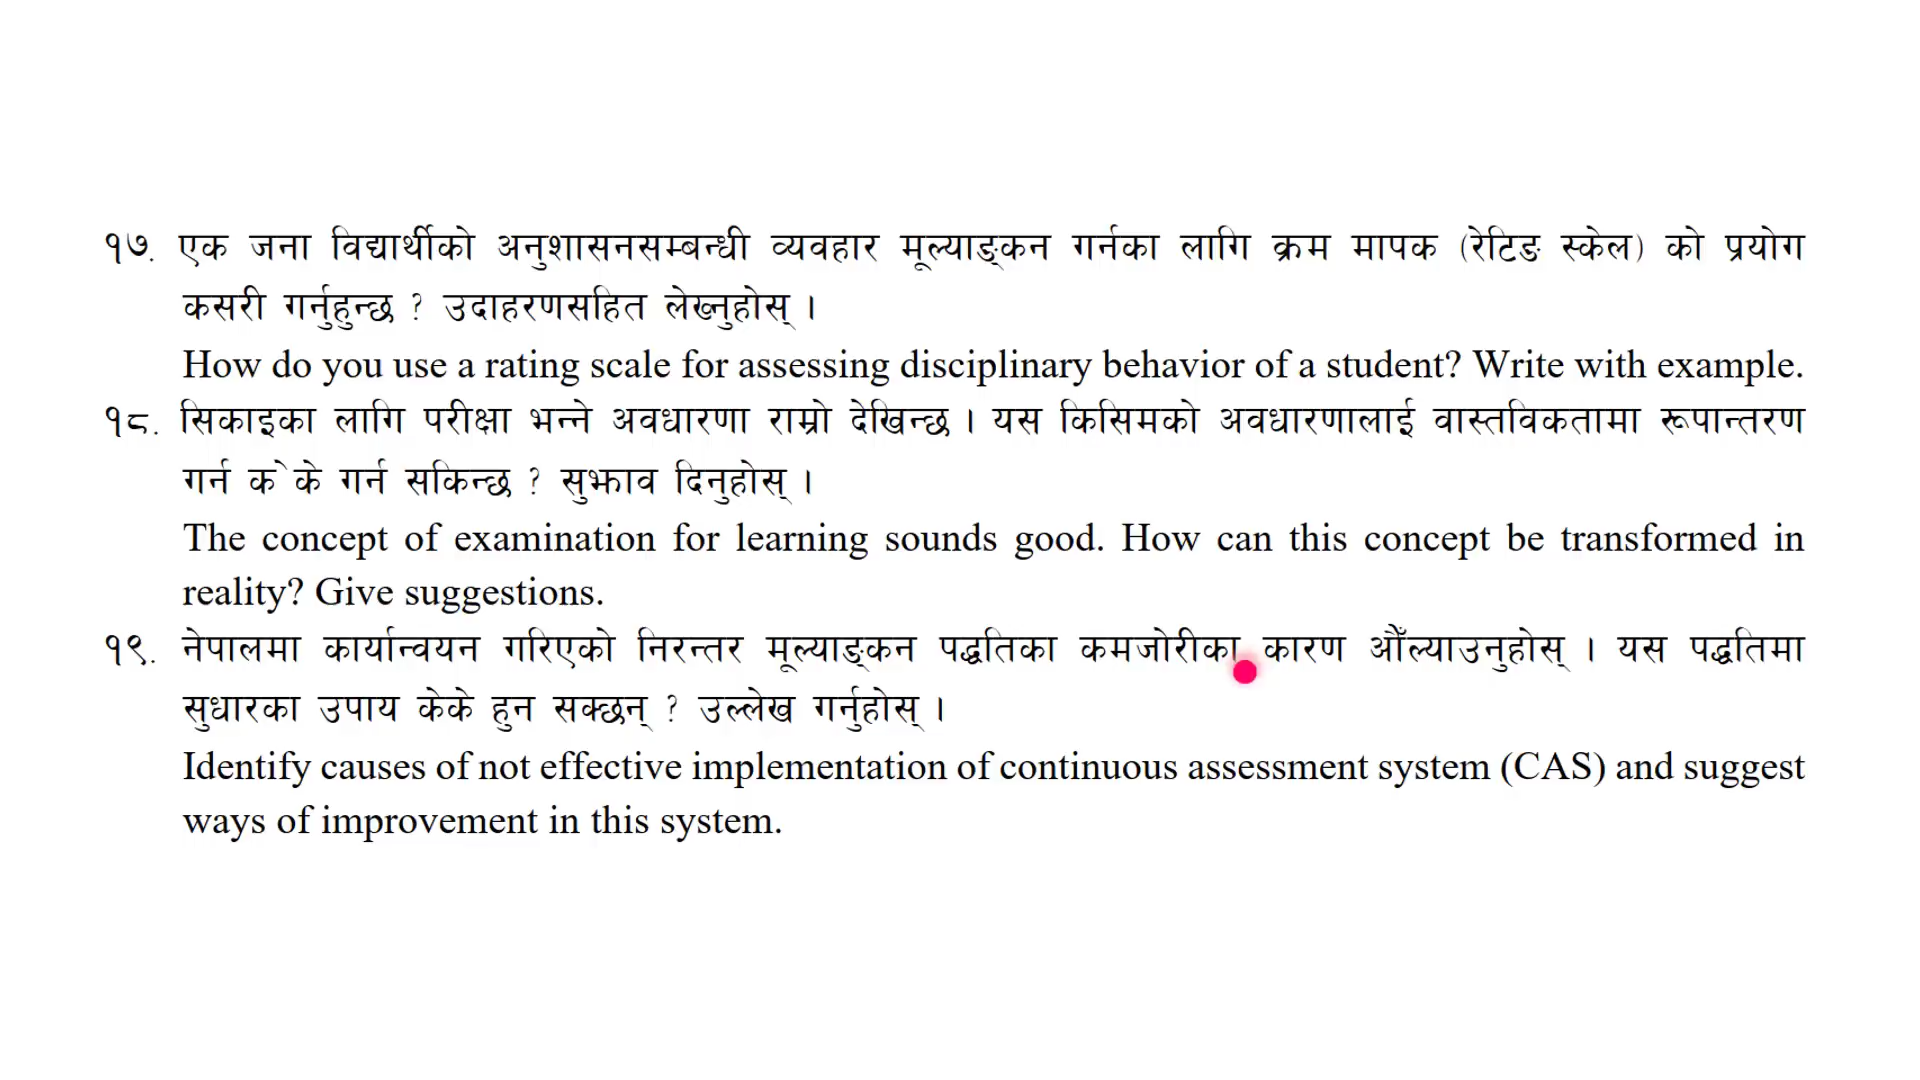 १७. एक जना विद्यार्थीको अनुशासनसम्बन्धी व्यवहार मूल्याङ्कन गर्नका लागि क्रम मापक (रेटिङ स्केल) को प्रयोग
कसरी गर्नुहुन्छ ? उदाहरणसहित लेख्नुहोस् ।
How do you use a rating scale for assessing disciplinary behavior of a student? Write with example.
१८. सिकाइका लागि परीक्षा भन्ने अवधारणा राम्रो देखिन्छ । यस किसिमको अवधारणालाई वास्तविकतामा रूपान्तरण
गर्न के के गर्न सकिन्छ ? सुझाव दिनुहोस् ।
The concept of examination for learning sounds good. How can this concept be transformed in
reality? Give suggestions.
१९. नेपालमा कार्यान्वयन गरिएको निरन्तर मूल्याङ्कन पद्धतिका कमजोरीका कारण औँल्याउनुहोस् । यस पद्धतिमा
सुधारका उपाय केके हुन सक्छन् ? उल्लेख गर्नुहोस् ।
Identify causes of not effective implementation of continuous assessment system (CAS) and suggest
ways of improvement in this system.